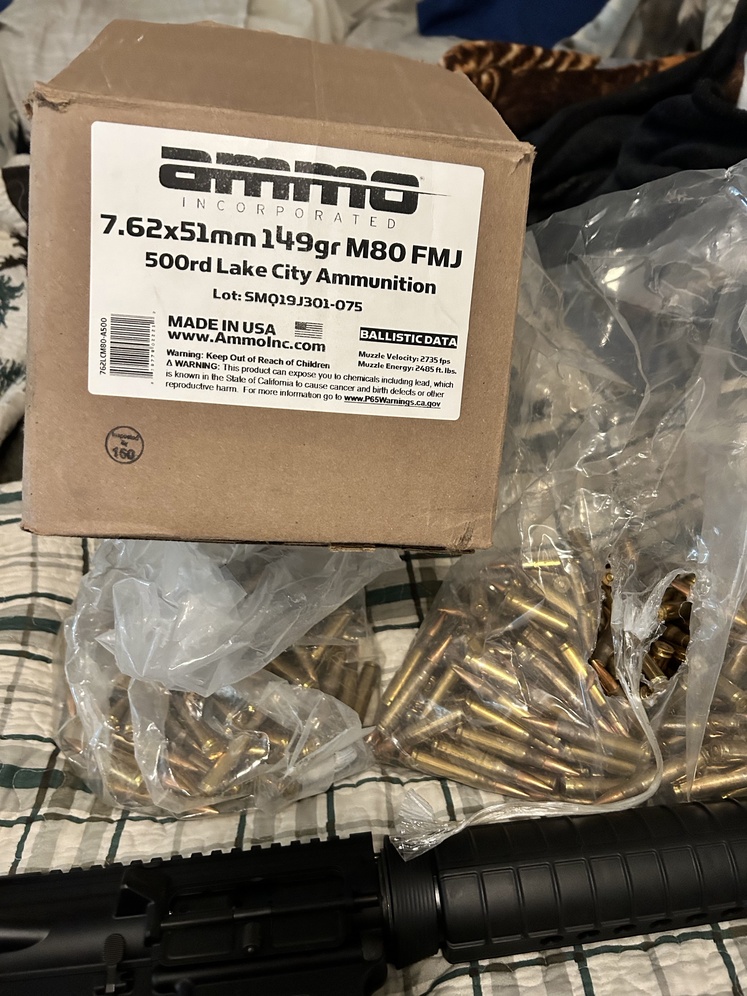 ammo
INCORPORATED
7.62x51mm 149gr M80 FMJ
500rd Lake City Ammunition
Lot: SMQ19J301-075
MADE IN USA
www.AmmoInc.com
BALLISTIC DATA
Muzzle Velocity: 2735 fps
Muzzle Energy: 2485 ft. lbs.
762LCM80-A500
Warning: Keep Out of Reach of Children
⚠ WARNING: This product can expose you to chemicals including lead, which
is known in the State of California to cause cancer and birth defects or other
reproductive harm. For more information go to www.P65Warnings.ca.gov
Inspected
by
160